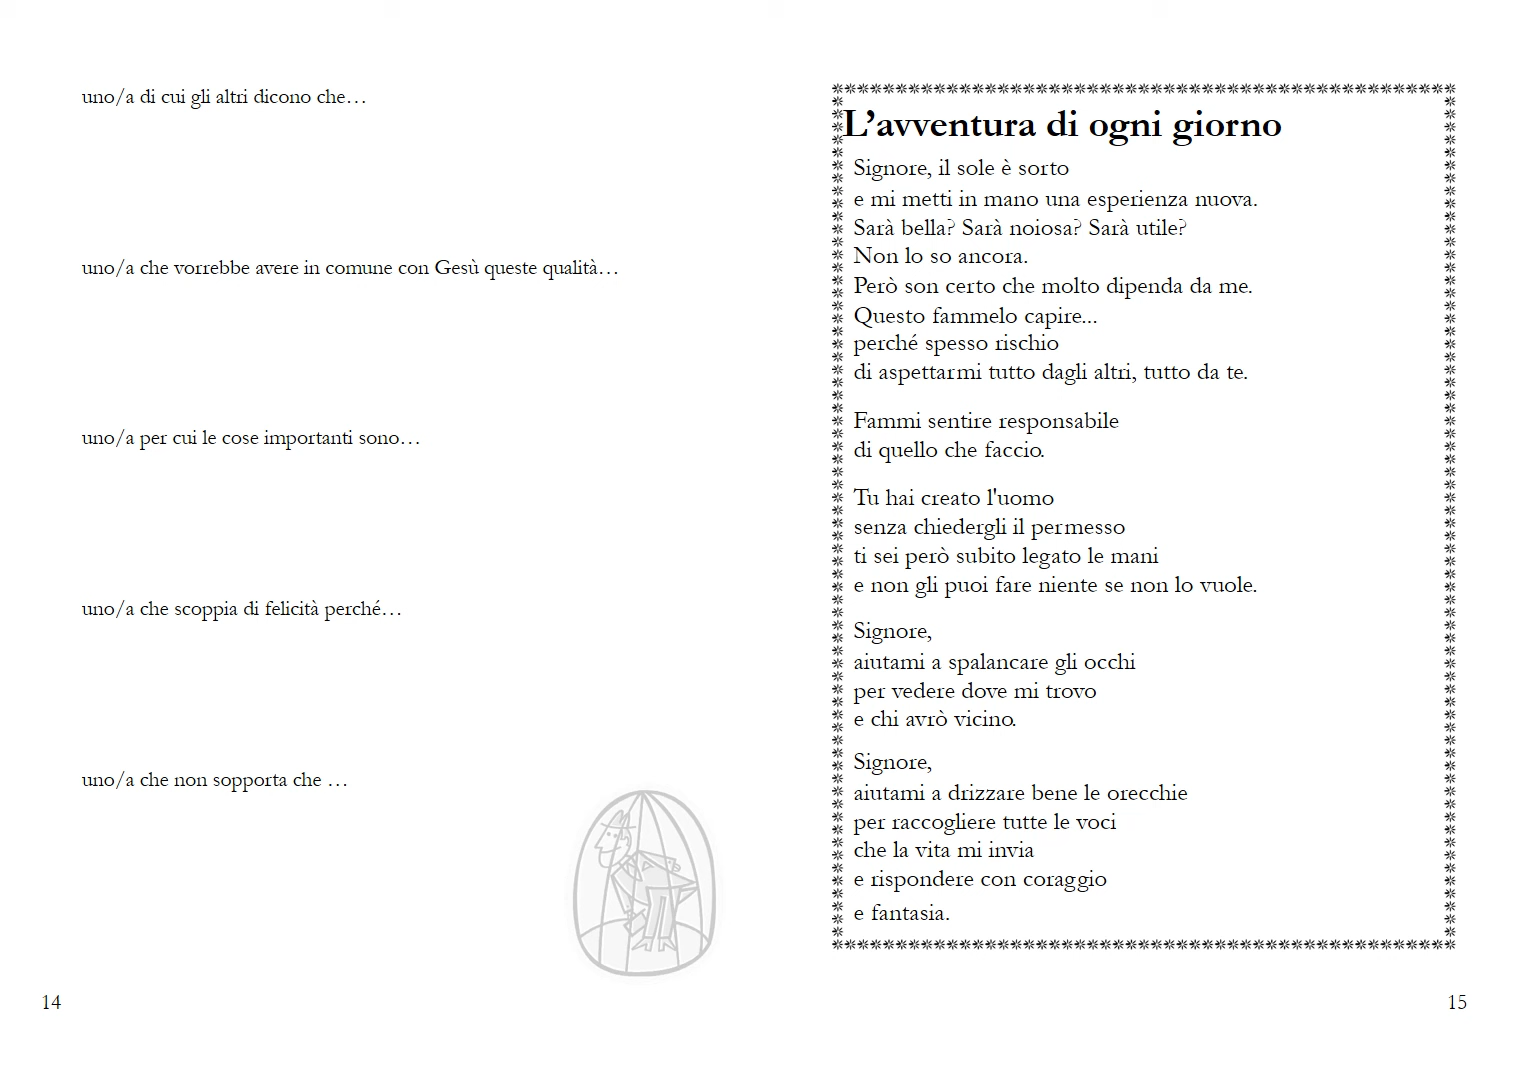 uno/a di cui gli altri dicono che…
uno/a che vorrebbe avere in comune con Gesù queste qualità…
uno/a per cui le cose importanti sono…
uno/a che scoppia di felicità perché…
uno/a che non sopporta che …
14
L’avventura di ogni giorno
Signore, il sole è sorto
e mi metti in mano una esperienza nuova.
Sarà bella? Sarà noiosa? Sarà utile?
Non lo so ancora.
Però son certo che molto dipenda da me.
Questo fammelo capire...
perché spesso rischio
di aspettarmi tutto dagli altri, tutto da te.
Fammi sentire responsabile
di quello che faccio.
Tu hai creato l'uomo
senza chiedergli il permesso
ti sei però subito legato le mani
e non gli puoi fare niente se non lo vuole.
Signore,
aiutami a spalancare gli occhi
per vedere dove mi trovo
e chi avrò vicino.
Signore,
aiutami a drizzare bene le orecchie
per raccogliere tutte le voci
che la vita mi invia
e rispondere con coraggio
e fantasia.
15